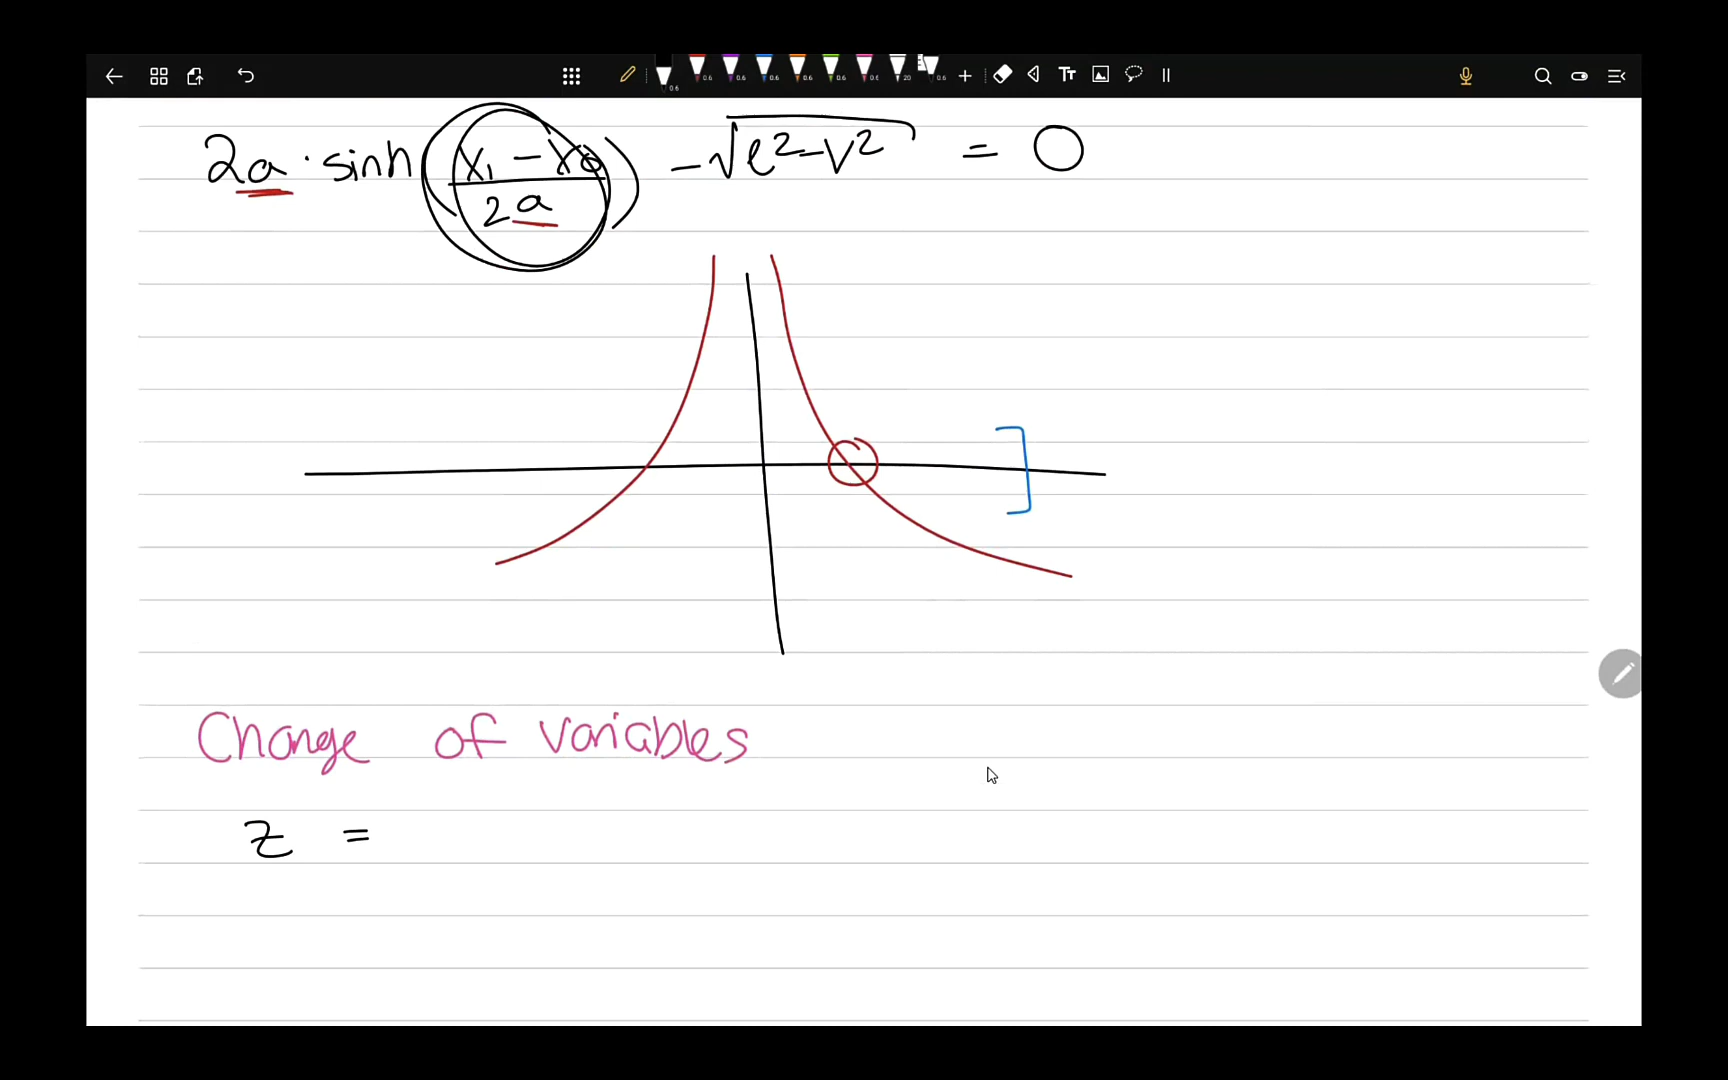 2a · sinh((x₁ - x₀)/(2a)) - √(l² - v²) = 0
Change of variables
z =